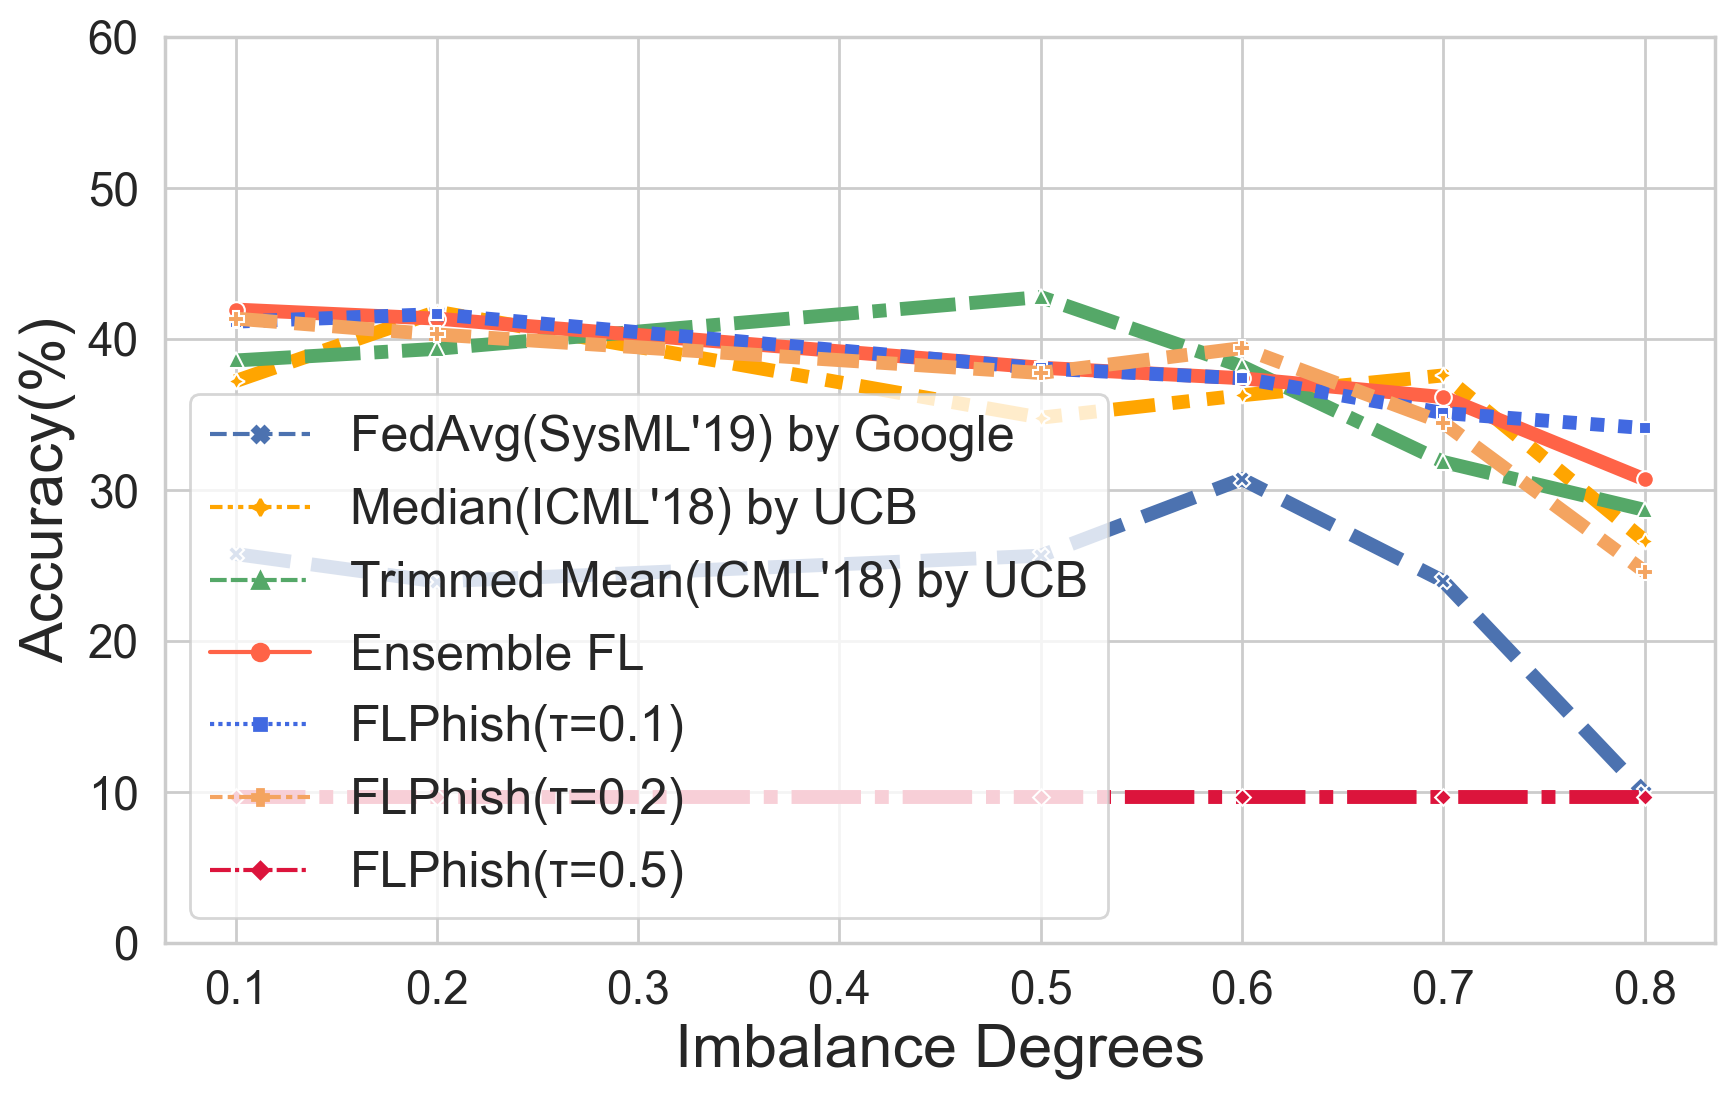 60
50
40
30
20
10
0
Accuracy(%)
FedAvg(SysML'19) by Google
Median(ICML'18) by UCB
Trimmed Mean(ICML'18) by UCB
Ensemble FL
FLPhish(τ=0.1)
FLPhish(τ=0.2)
FLPhish(τ=0.5)
0.1 0.2 0.3 0.4 0.5 0.6 0.7 0.8
Imbalance Degrees